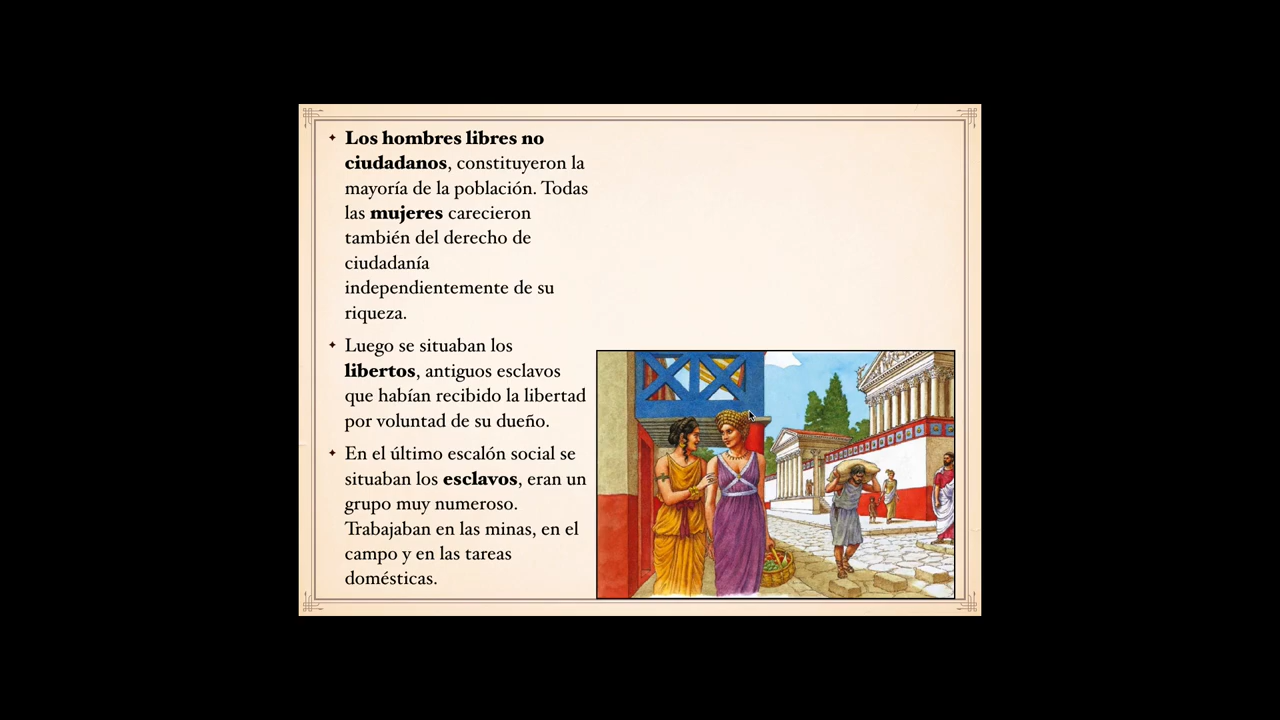 Los hombres libres no
ciudadanos, constituyeron la
mayoría de la población. Todas
las mujeres carecieron
también del derecho de
ciudadanía
independientemente de su
riqueza.
Luego se situaban los
libertos, antiguos esclavos
que habían recibido la libertad
por voluntad de su dueño.
En el último escalón social se
situaban los esclavos, eran un
grupo muy numeroso.
Trabajaban en las minas, en el
campo y en las tareas
domésticas.